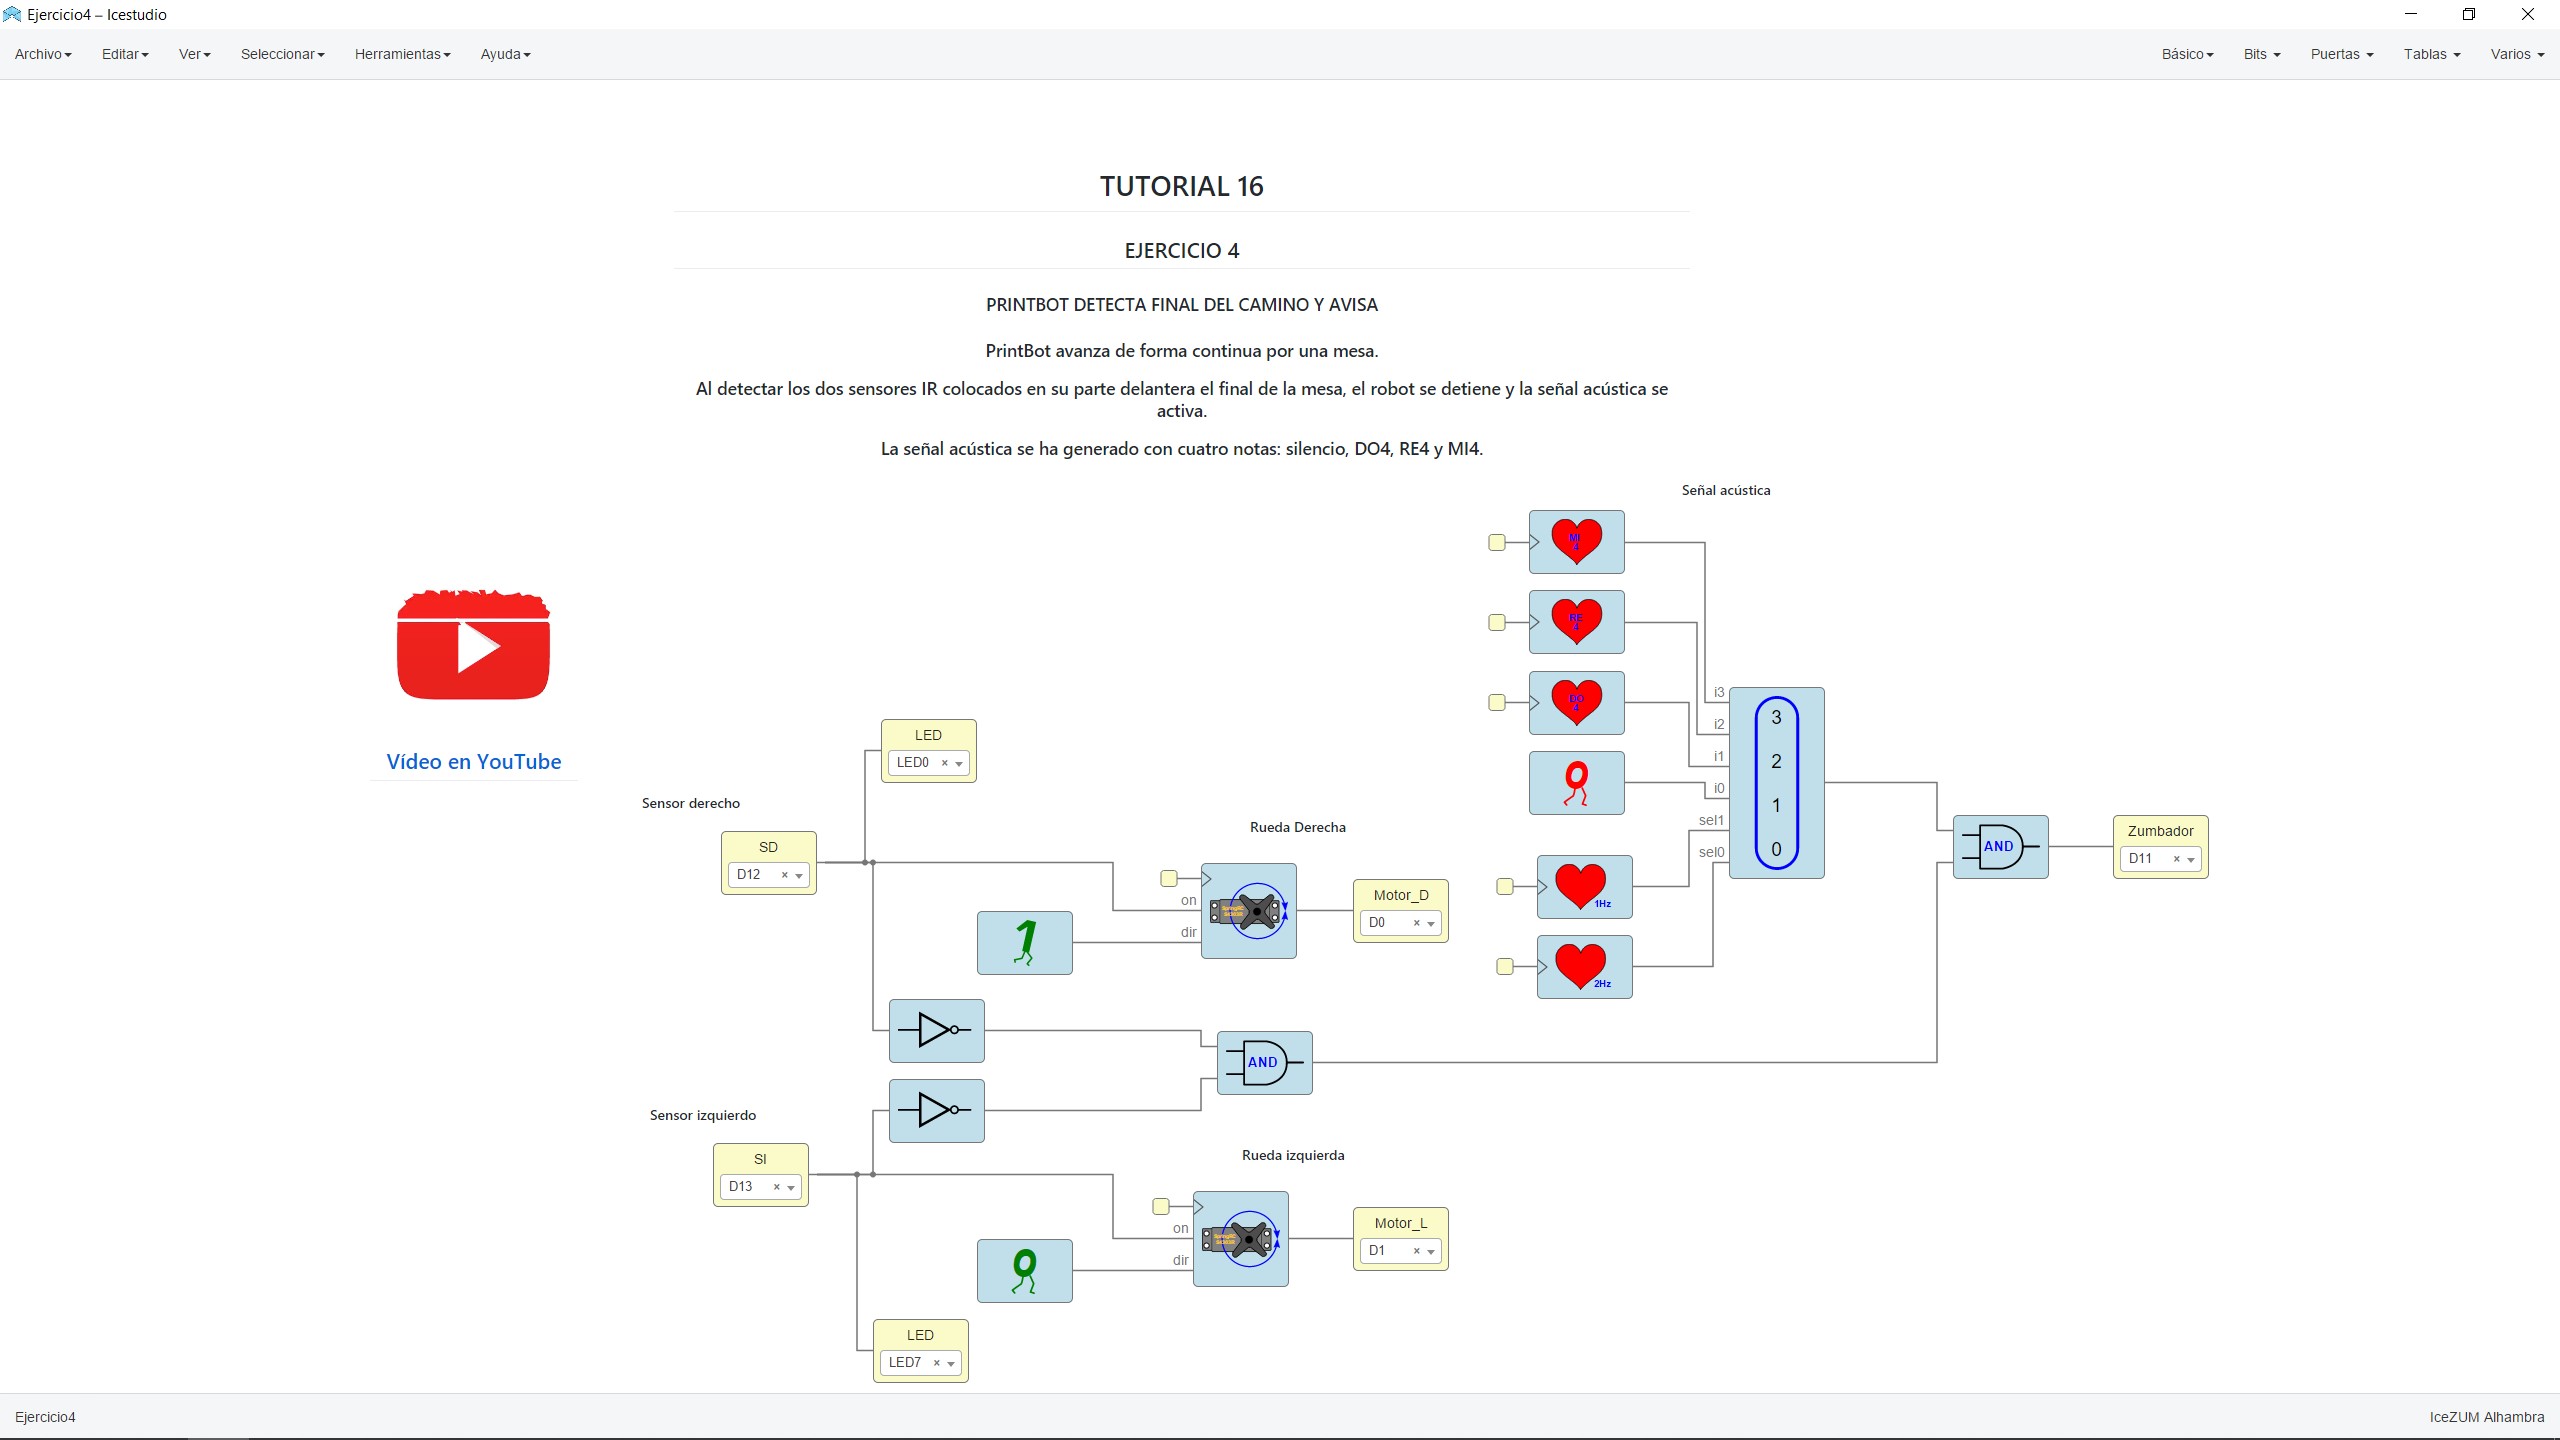 Ejercicio4 – Icestudio
Archivo Editar Ver Seleccionar Herramientas Ayuda Básico Bits Puertas Tablas Varios
TUTORIAL 16
EJERCICIO 4
PRINTBOT DETECTA FINAL DEL CAMINO Y AVISA
PrintBot avanza de forma continua por una mesa.
Al detectar los dos sensores IR colocados en su parte delantera el final de la mesa, el robot se detiene y la señal acústica se
activa.
La señal acústica se ha generado con cuatro notas: silencio, DO4, RE4 y MI4.
Señal acústica
MI
4
RE
4
DO
4
i3
i2
i1
i0
sel1
sel0
3
2
1
0
0
1Hz
2Hz
AND
Zumbador
D11 ×
Vídeo en YouTube
LED
LED0 ×
Sensor derecho
SD
D12 ×
Rueda Derecha
on
dir
1
Motor_D
D0 ×
AND
Sensor izquierdo
SI
D13 ×
Rueda izquierda
on
dir
0
Motor_L
D1 ×
LED
LED7 ×
Ejercicio4
IceZUM Alhambra